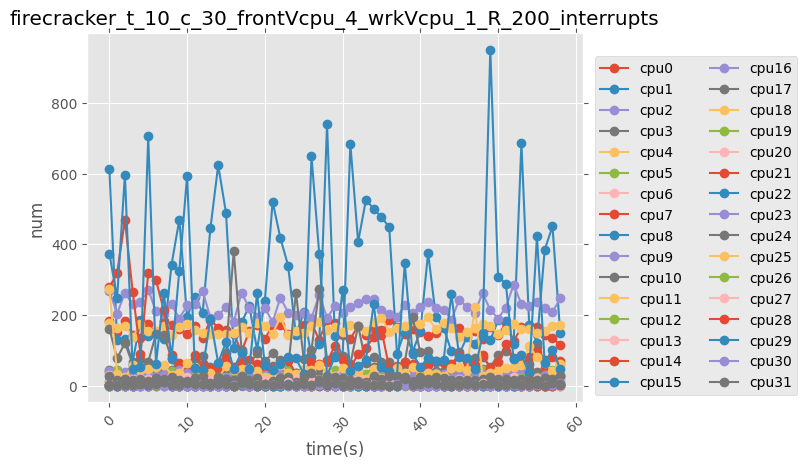 firecracker_t_10_c_30_frontVcpu_4_wrkVcpu_1_R_200_interrupts
num
800
600
400
200
0
0
10
20
30
40
50
60
time(s)
cpu0
cpu1
cpu2
cpu3
cpu4
cpu5
cpu6
cpu7
cpu8
cpu9
cpu10
cpu11
cpu12
cpu13
cpu14
cpu15
cpu16
cpu17
cpu18
cpu19
cpu20
cpu21
cpu22
cpu23
cpu24
cpu25
cpu26
cpu27
cpu28
cpu29
cpu30
cpu31